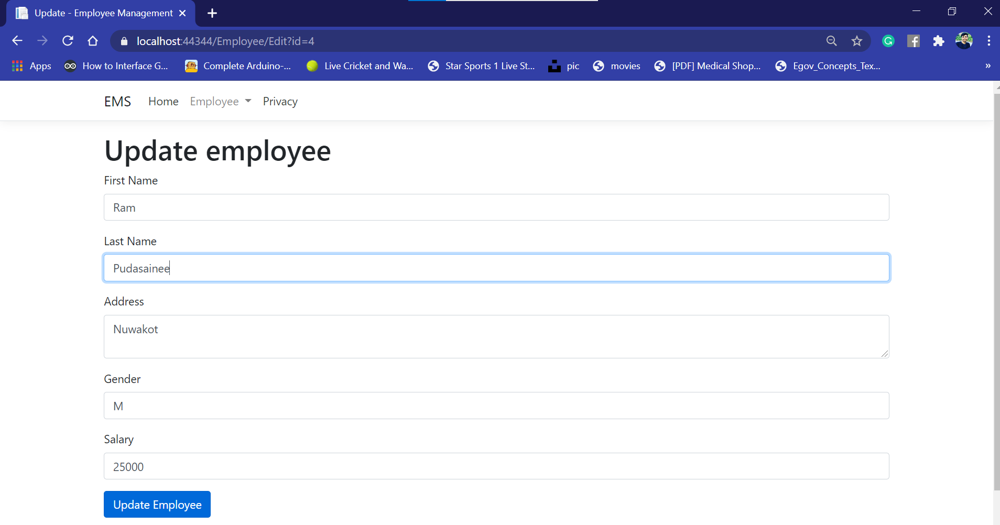 Update - Employee Management
localhost:44344/Employee/Edit?id=4
Apps How to Interface G... Complete Arduino-... Live Cricket and Wa... Star Sports 1 Live St... pic movies [PDF] Medical Shop... Egov_Concepts_Tex... »
EMS Home Employee Privacy
Update employee
First Name
Ram
Last Name
Pudasainee
Address
Nuwakot
Gender
M
Salary
25000
Update Employee